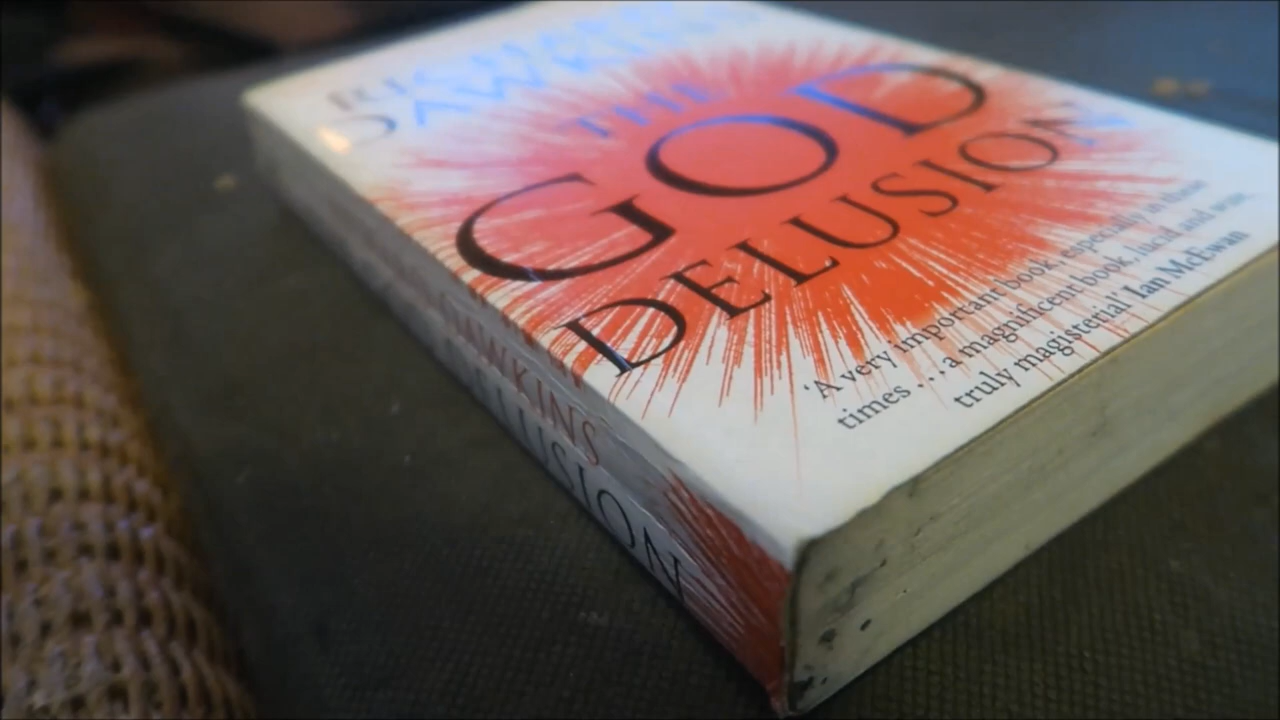 DAWKINS
THE
GOD
DELUSION
'A very important book, especially in these
times . . . a magnificent book, lucid and wise,
truly magisterial' Ian McEwan
DAWKINS
DELUSION